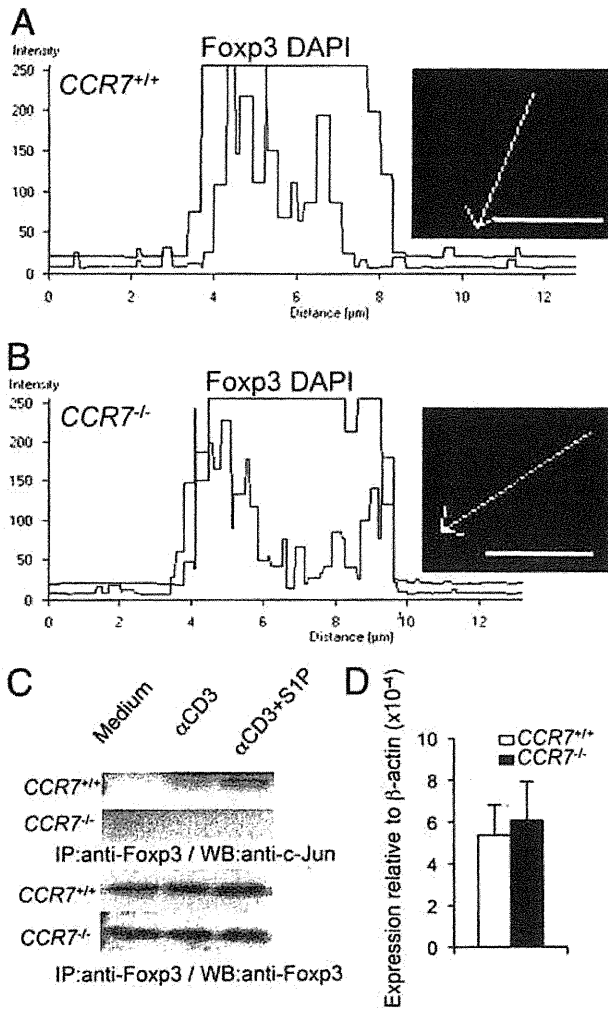 A
Intensity
Foxp3 DAPI
CCR7+/+
250
200
150
100
50
0
0 2 4 6 8 10 12
Distance [µm]
B
Intensity
Foxp3 DAPI
CCR7-/-
250
200
150
100
50
0
0 2 4 6 8 10 12
Distance [µm]
C
Medium αCD3 αCD3+S1P
CCR7+/+
CCR7-/-
IP:anti-Foxp3 / WB:anti-c-Jun
CCR7+/+
CCR7-/-
IP:anti-Foxp3 / WB:anti-Foxp3
D
Expression relative to β-actin (x10-4)
CCR7+/+
CCR7-/-
10
8
6
4
2
0